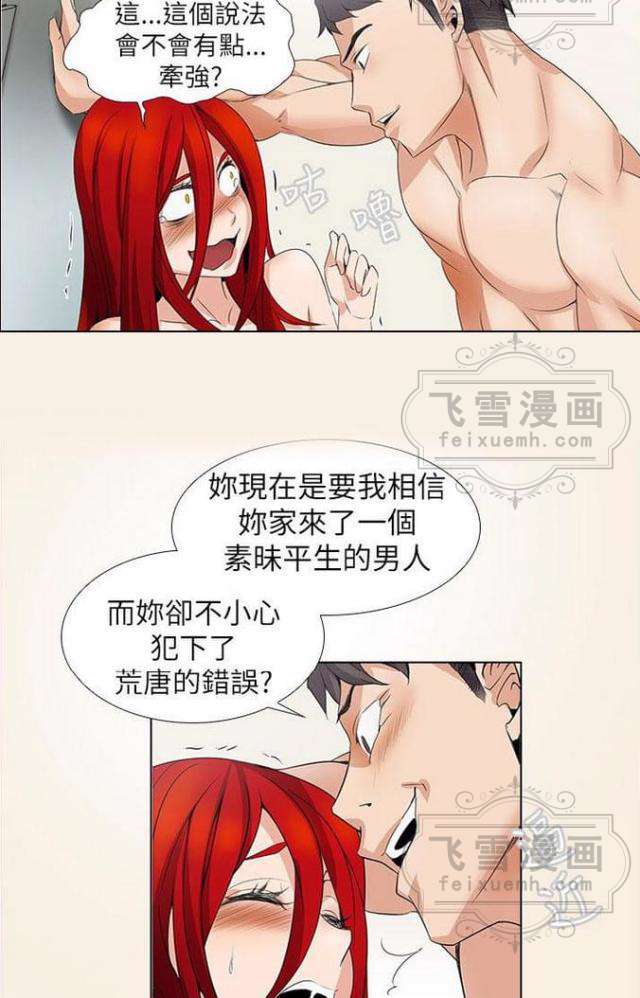 這...這個說法
會不會有點...
牽強?
咕
嚕
飞雪漫画
feixuemh.com
妳現在是要我相信
妳家來了一個
素昧平生的男人
而妳卻不小心
犯下了
荒唐的錯誤?
飞雪漫画
feixuemh.com
近